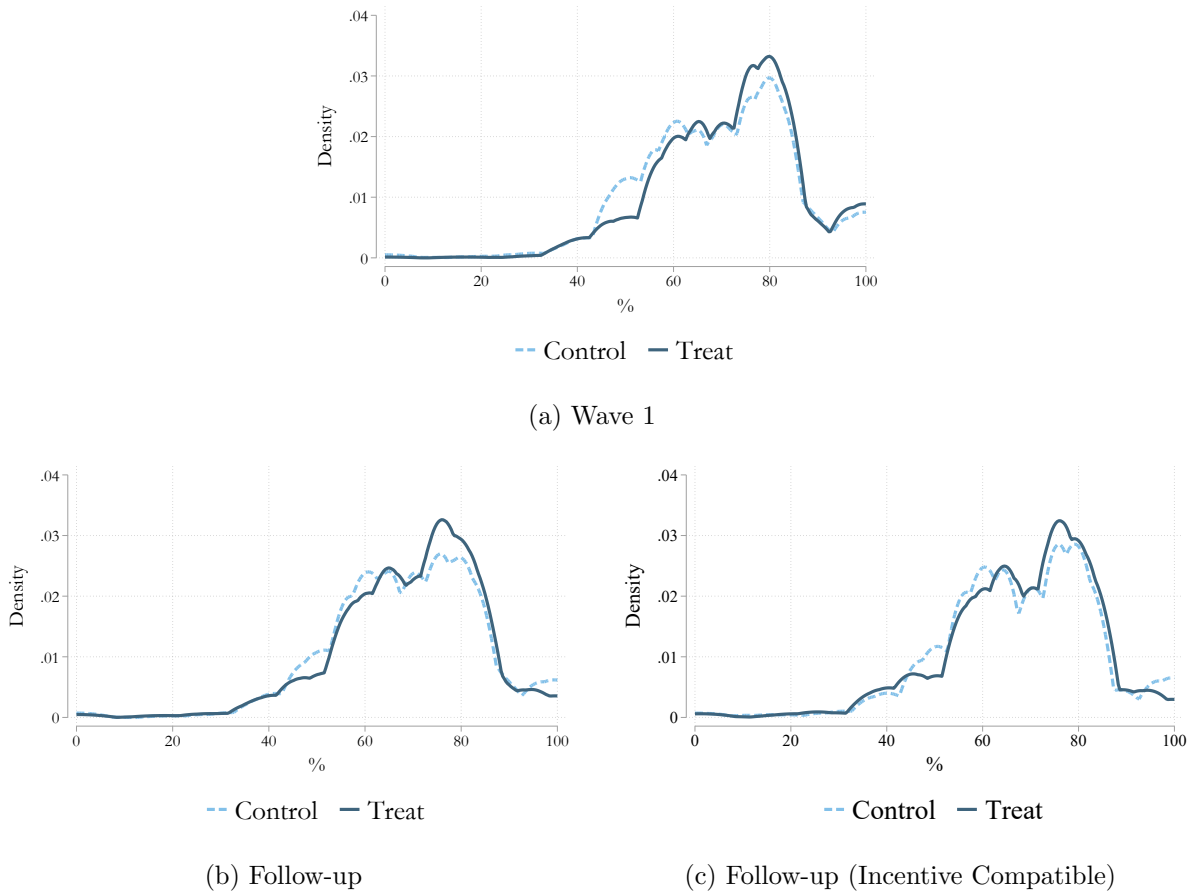 .04
.03
.02
.01
0
Density
0 20 40 60 80 100
%
Control Treat
(a) Wave 1
.04
.03
.02
.01
0
Density
0 20 40 60 80 100
%
Control Treat
(b) Follow-up
.04
.03
.02
.01
0
Density
0 20 40 60 80 100
%
Control Treat
(c) Follow-up (Incentive Compatible)